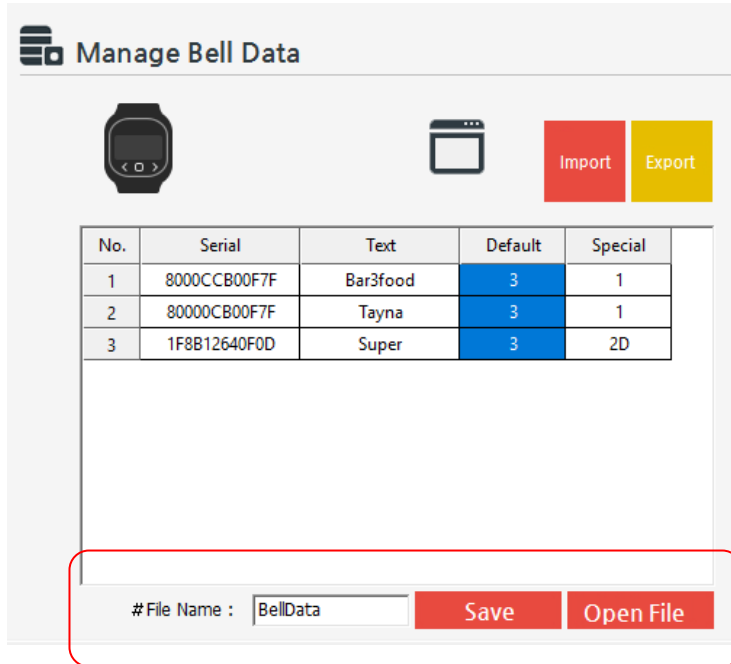 Manage Bell Data
Import Export
No. Serial Text Default Special
1 8000CCB00F7F Bar3food 3 1
2 80000CB00F7F Tayna 3 1
3 1F8B12640F0D Super 3 2D
#File Name : BellData Save Open File